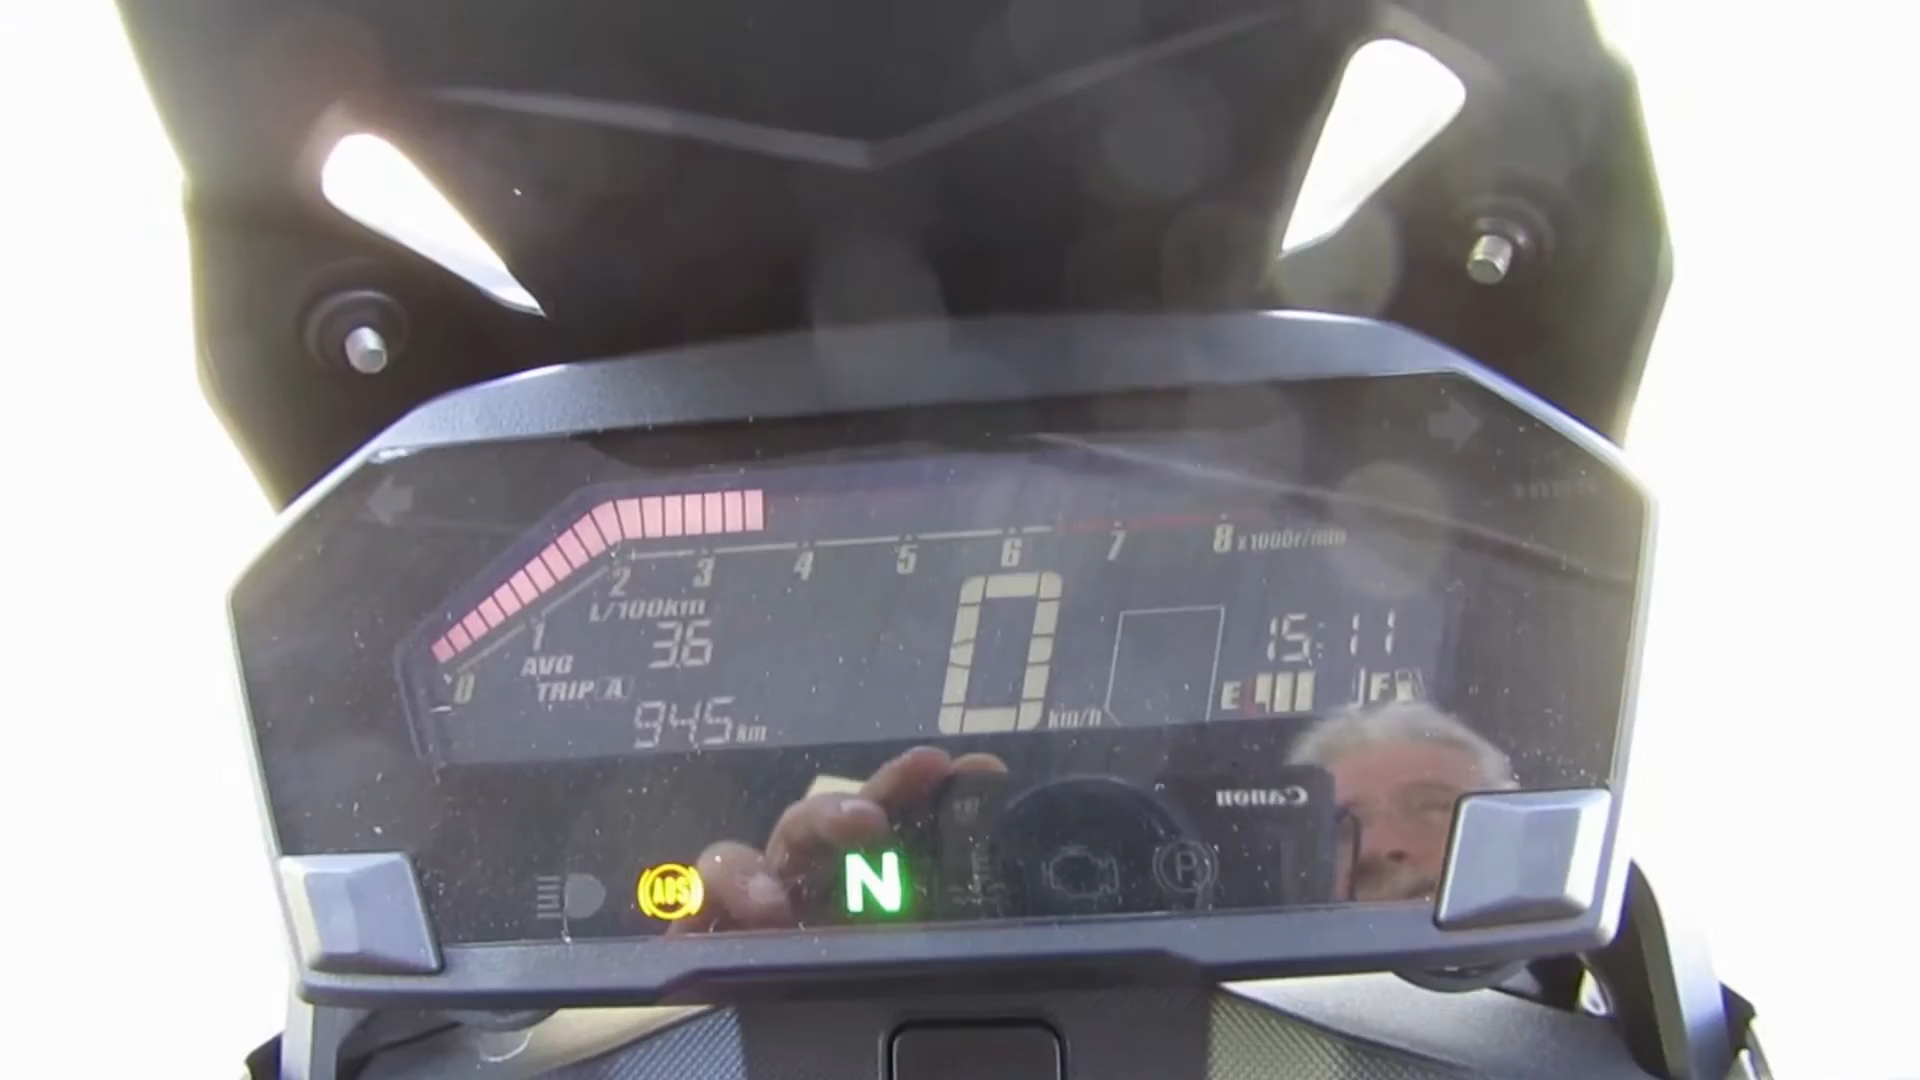 0 1 2 3 4 5 6 7 8 x1000r/min
L/100km
AVG 3.6
TRIP A
945 km
0 km/h
15:11
E F
Canon
ABS N P